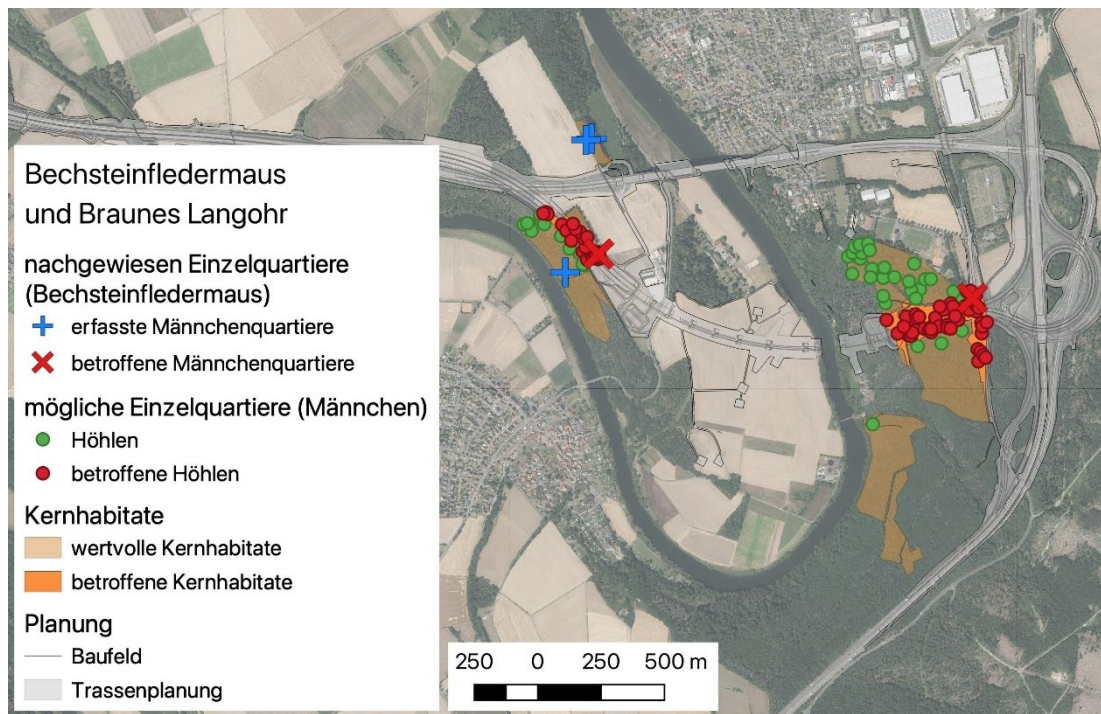 Bechsteinfledermaus
und Braunes Langohr
nachgewiesen Einzelquartiere
(Bechsteinfledermaus)
erfasste Männchenquartiere
betroffene Männchenquartiere
mögliche Einzelquartiere (Männchen)
Höhlen
betroffene Höhlen
Kernhabitate
wertvolle Kernhabitate
betroffene Kernhabitate
Planung
Baufeld
Trassenplanung
250 0 250 500 m